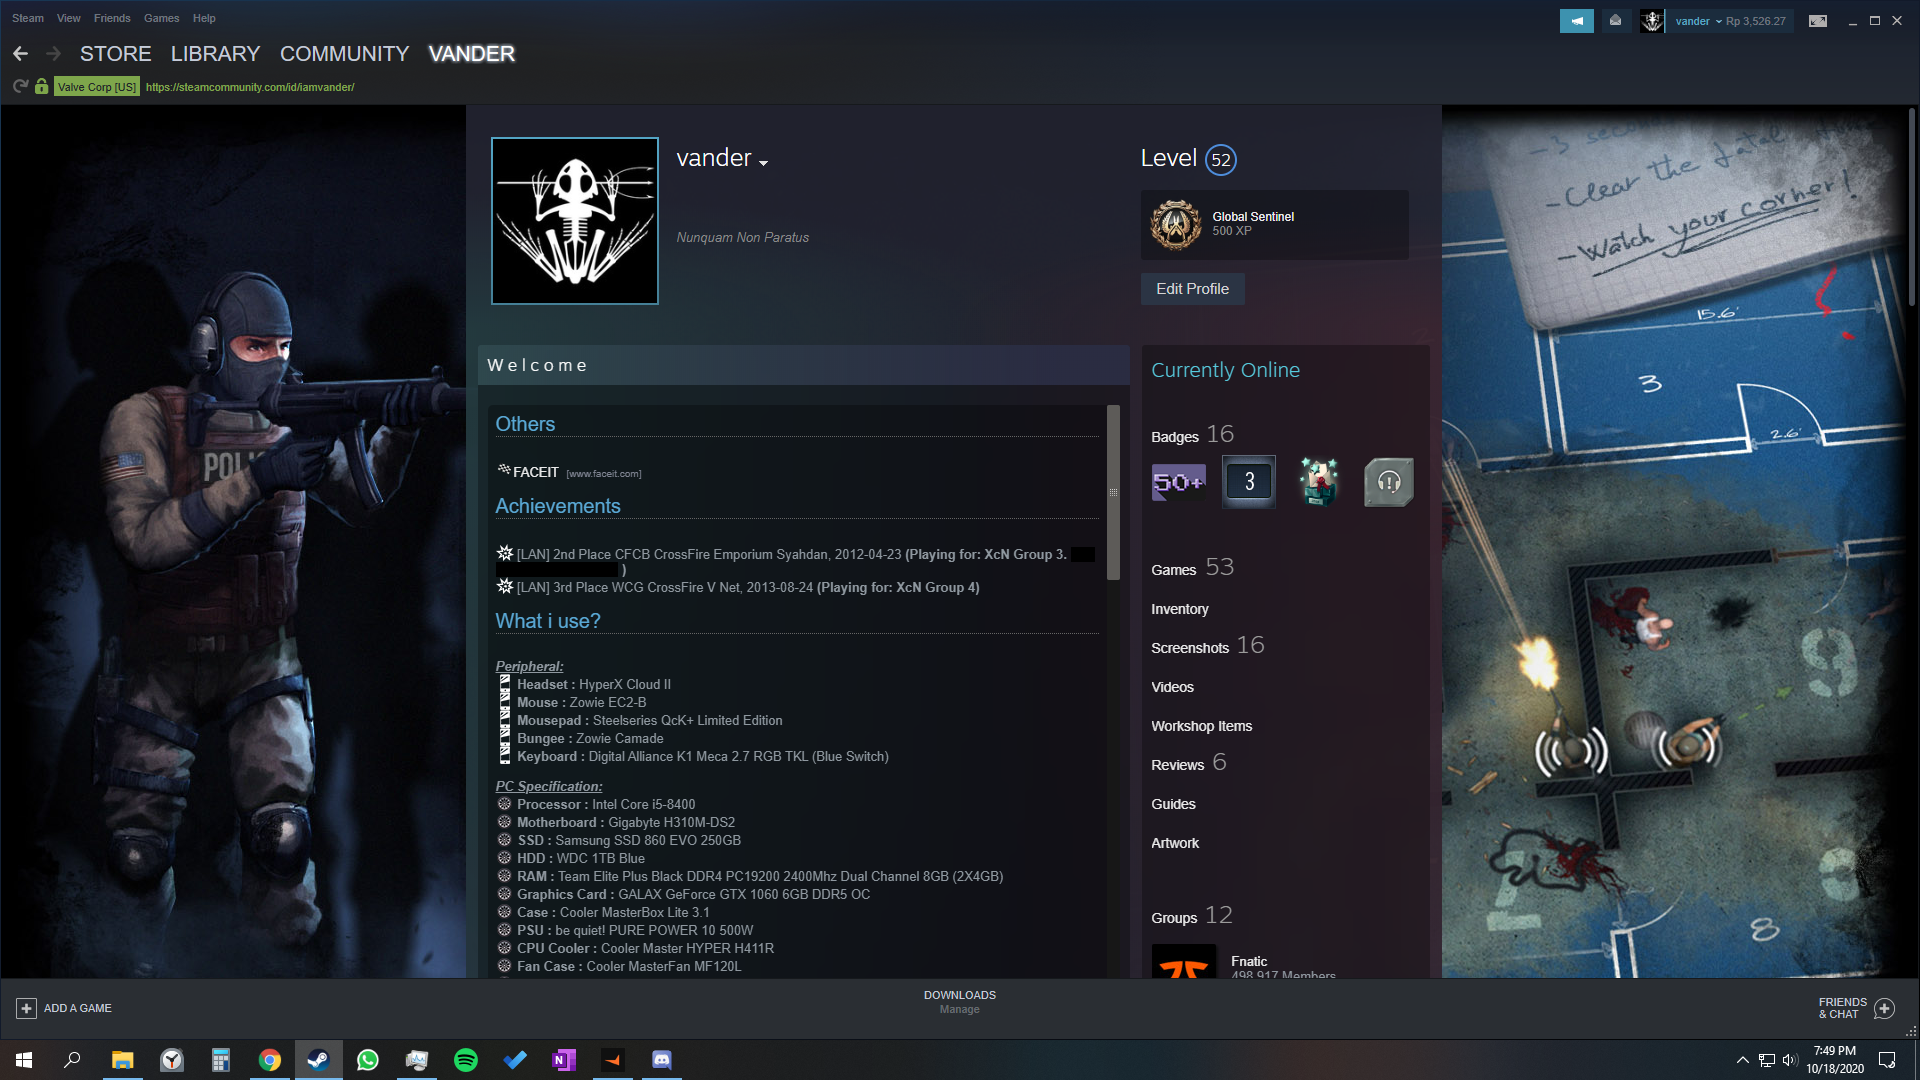 Steam View Friends Games Help
vander Rp 3,526.27
STORE LIBRARY COMMUNITY VANDER
Valve Corp [US] https://steamcommunity.com/id/iamvander/
vander
Nunquam Non Paratus
Level 52
Global Sentinel
500 XP
Edit Profile
Welcome
Others
FACEIT [www.faceit.com]
Achievements
[LAN] 2nd Place CFCB CrossFire Emporium Syahdan, 2012-04-23 (Playing for: XcN Group 3.
)
[LAN] 3rd Place WCG CrossFire V Net, 2013-08-24 (Playing for: XcN Group 4)
What i use?
Peripheral:
Headset : HyperX Cloud II
Mouse : Zowie EC2-B
Mousepad : Steelseries QcK+ Limited Edition
Bungee : Zowie Camade
Keyboard : Digital Alliance K1 Meca 2.7 RGB TKL (Blue Switch)
PC Specification:
Processor : Intel Core i5-8400
Motherboard : Gigabyte H310M-DS2
SSD : Samsung SSD 860 EVO 250GB
HDD : WDC 1TB Blue
RAM : Team Elite Plus Black DDR4 PC19200 2400Mhz Dual Channel 8GB (2X4GB)
Graphics Card : GALAX GeForce GTX 1060 6GB DDR5 OC
Case : Cooler MasterBox Lite 3.1
PSU : be quiet! PURE POWER 10 500W
CPU Cooler : Cooler Master HYPER H411R
Fan Case : Cooler MasterFan MF120L
Currently Online
Badges 16
50+
3
Games 53
Inventory
Screenshots 16
Videos
Workshop Items
Reviews 6
Guides
Artwork
Groups 12
Fnatic
498,917 Members
POLI
-3
-Clear the fatal
-Watch your corner!
15.6'
3
2.6'
9
7
8
ADD A GAME
DOWNLOADS
Manage
FRIENDS
& CHAT
7:49 PM
10/18/2020